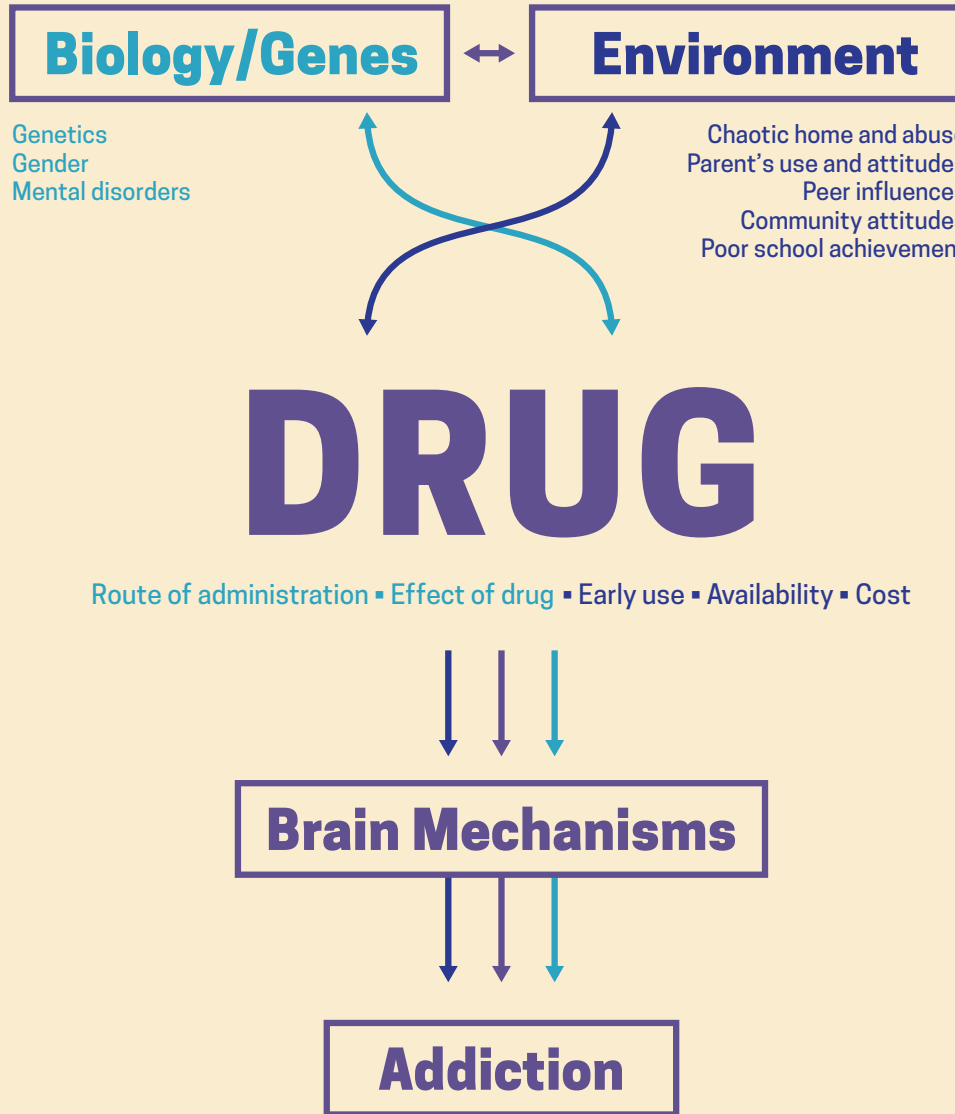 Biology/Genes
Environment
Genetics
Gender
Mental disorders
Chaotic home and abuse
Parent's use and attitude
Peer influence
Community attitude
Poor school achievemen
DRUG
Route of administration ▪ Effect of drug ▪ Early use ▪ Availability ▪ Cost
Brain Mechanisms
Addiction